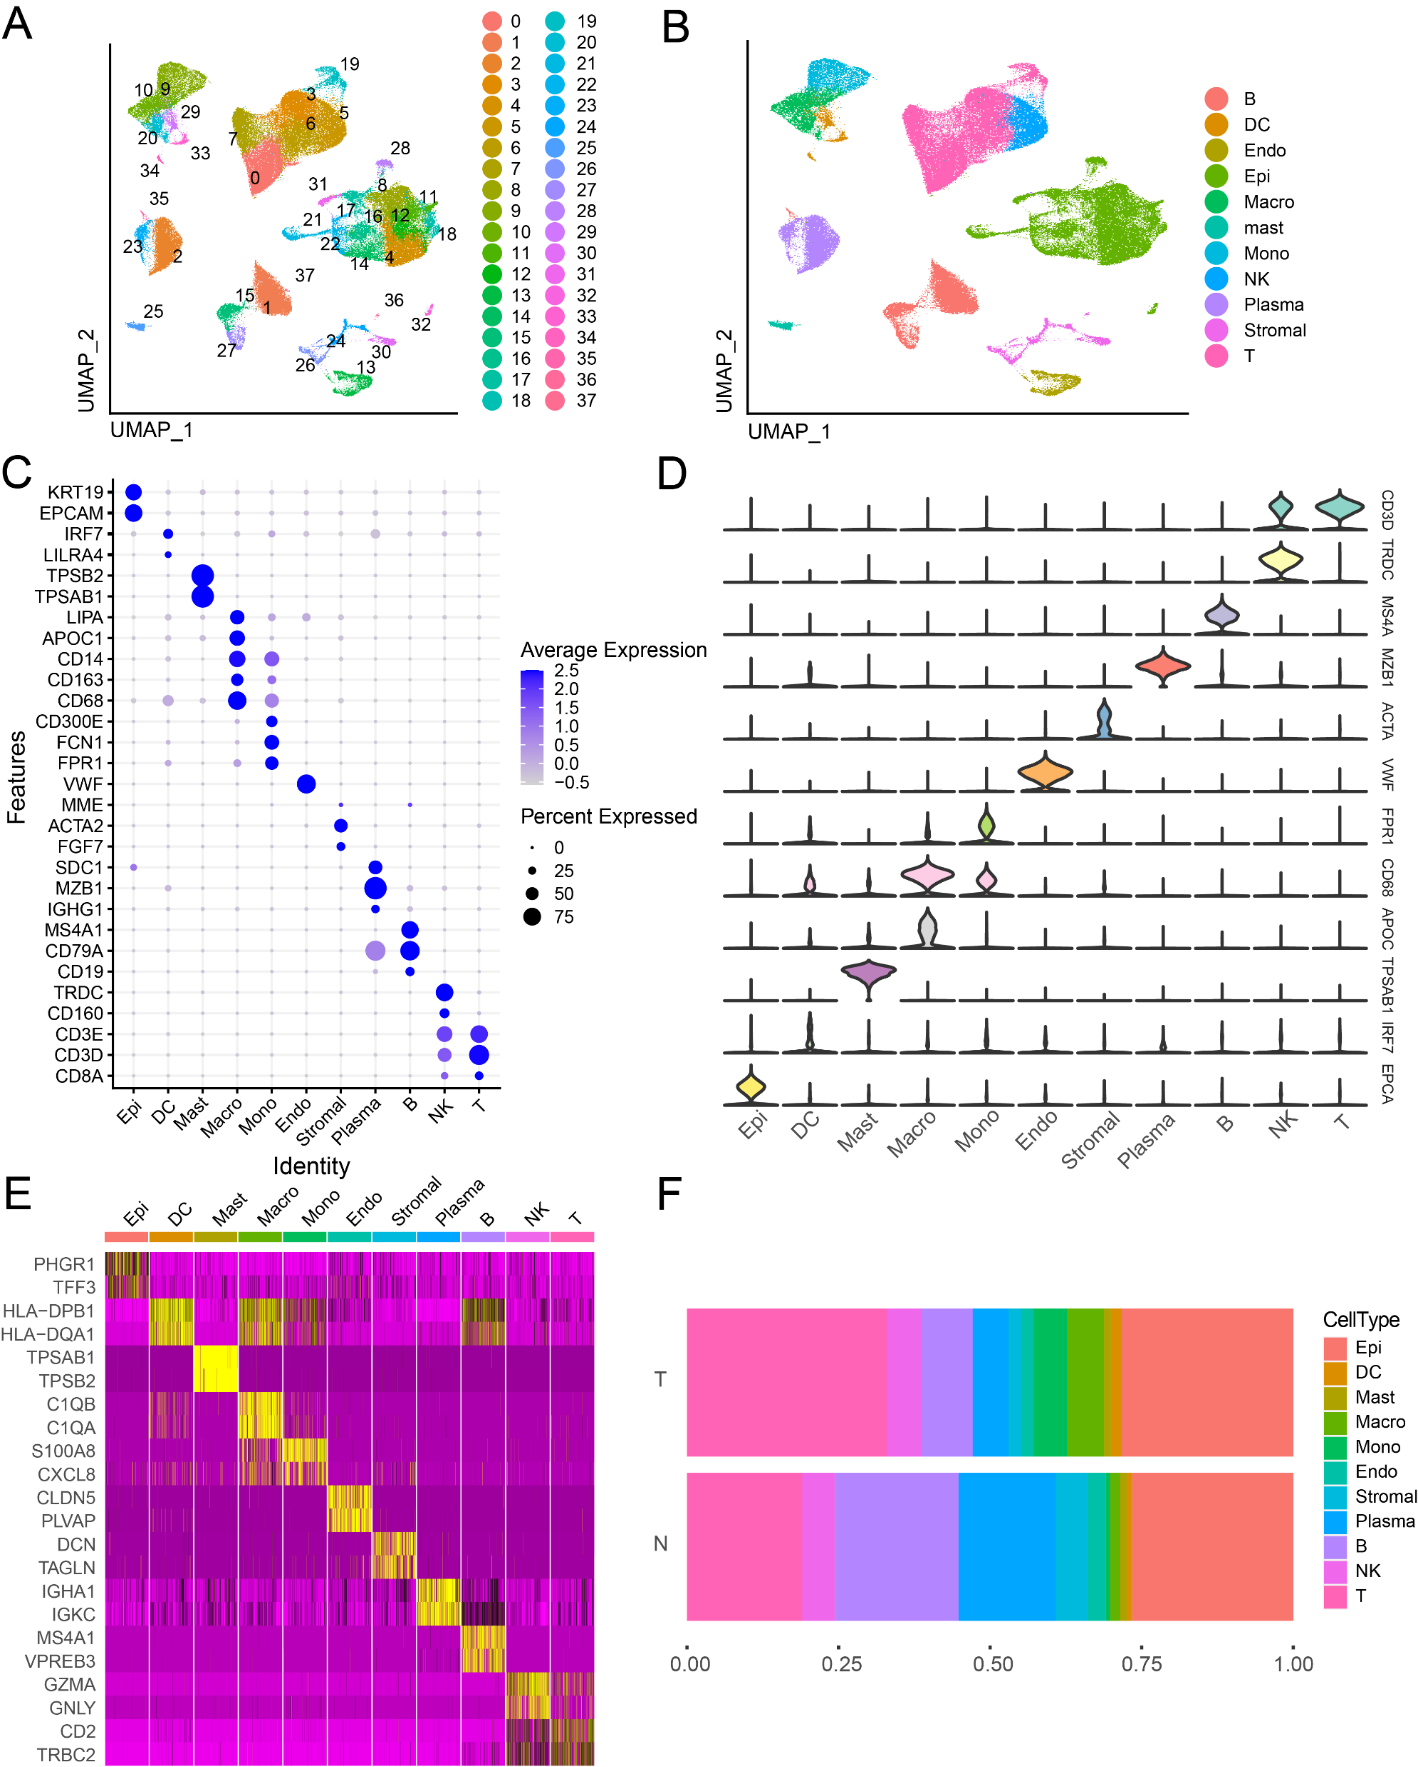 A
10 9
29
20
33
34
7
3
19
5
6
0
28
31
8
11
17
16 12
21
18
22
4
14
35
23
2
37
15
1
25
27
36
32
24
30
26
13
UMAP_2
UMAP_1
0
1
2
3
4
5
6
7
8
9
10
11
12
13
14
15
16
17
18
19
20
21
22
23
24
25
26
27
28
29
30
31
32
33
34
35
36
37
B
UMAP_2
UMAP_1
B
DC
Endo
Epi
Macro
mast
Mono
NK
Plasma
Stromal
T
C
Features
KRT19
EPCAM
IRF7
LILRA4
TPSB2
TPSAB1
LIPA
APOC1
CD14
CD163
CD68
CD300E
FCN1
FPR1
VWF
MME
ACTA2
FGF7
SDC1
MZB1
IGHG1
MS4A1
CD79A
CD19
TRDC
CD160
CD3E
CD3D
CD8A
Epi
DC
Mast
Macro
Mono
Endo
Stromal
Plasma
B
NK
T
Identity
Average Expression
2.5
2.0
1.5
1.0
0.5
0.0
−0.5
Percent Expressed
0
25
50
75
D
CD3D
TRDC
MS4A
MZB1
ACTA
VWF
FPR1
CD68
APOC
TPSAB1
IRF7
EPCA
Epi
DC
Mast
Macro
Mono
Endo
Stromal
Plasma
B
NK
T
E
Epi
DC
Mast
Macro
Mono
Endo
Stromal
Plasma
B
NK
T
PHGR1
TFF3
HLA−DPB1
HLA−DQA1
TPSAB1
TPSB2
C1QB
C1QA
S100A8
CXCL8
CLDN5
PLVAP
DCN
TAGLN
IGHA1
IGKC
MS4A1
VPREB3
GZMA
GNLY
CD2
TRBC2
F
T
N
0.00
0.25
0.50
0.75
1.00
CellType
Epi
DC
Mast
Macro
Mono
Endo
Stromal
Plasma
B
NK
T